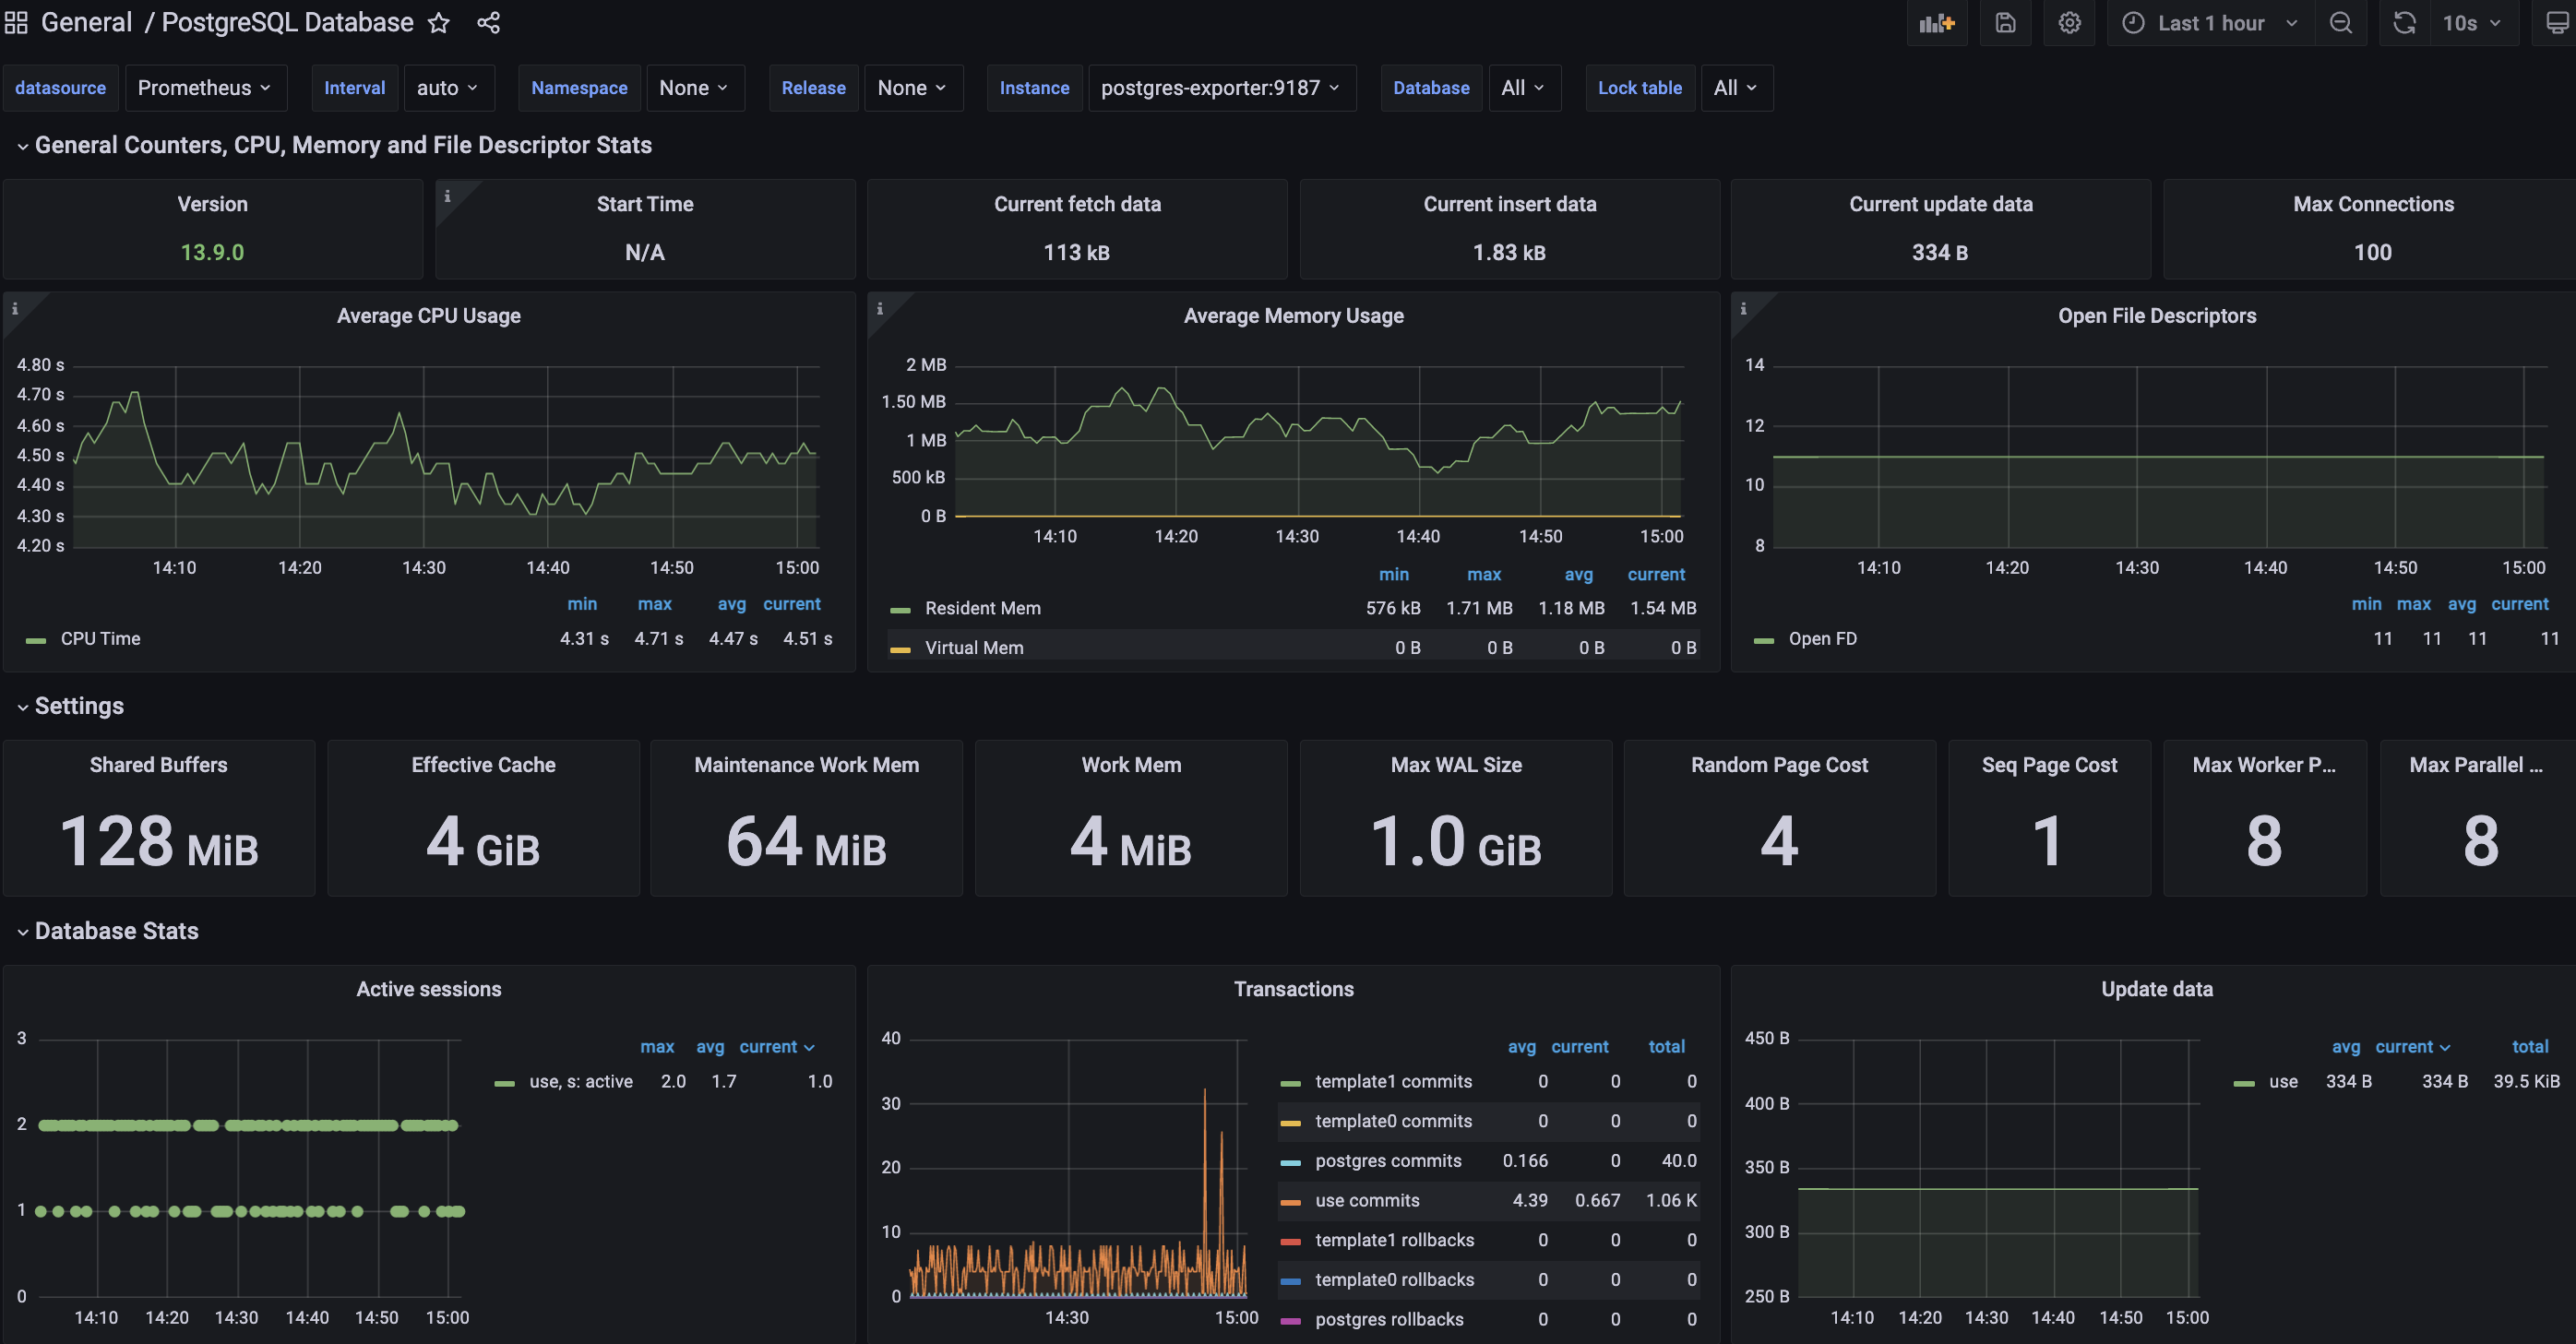 General / PostgreSQL Database
Last 1 hour 10s
datasource Prometheus Interval auto Namespace None Release None Instance postgres-exporter:9187 Database All Lock table All
General Counters, CPU, Memory and File Descriptor Stats
Version
13.9.0
i
Start Time
N/A
Current fetch data
113 kB
Current insert data
1.83 kB
Current update data
334 B
Max Connections
100
i
Average CPU Usage
4.80 s
4.70 s
4.60 s
4.50 s
4.40 s
4.30 s
4.20 s
14:10 14:20 14:30 14:40 14:50 15:00
min max avg current
CPU Time 4.31 s 4.71 s 4.47 s 4.51 s
i
Average Memory Usage
2 MB
1.50 MB
1 MB
500 kB
0 B
14:10 14:20 14:30 14:40 14:50 15:00
min max avg current
Resident Mem 576 kB 1.71 MB 1.18 MB 1.54 MB
Virtual Mem 0 B 0 B 0 B 0 B
i
Open File Descriptors
14
12
10
8
14:10 14:20 14:30 14:40 14:50 15:00
min max avg current
Open FD 11 11 11 11
Settings
Shared Buffers
128 MiB
Effective Cache
4 GiB
Maintenance Work Mem
64 MiB
Work Mem
4 MiB
Max WAL Size
1.0 GiB
Random Page Cost
4
Seq Page Cost
1
Max Worker P...
8
Max Parallel ...
8
Database Stats
Active sessions
3
2
1
0
14:10 14:20 14:30 14:40 14:50 15:00
max avg current
use, s: active 2.0 1.7 1.0
Transactions
40
30
20
10
0
14:30 15:00
avg current total
template1 commits 0 0 0
template0 commits 0 0 0
postgres commits 0.166 0 40.0
use commits 4.39 0.667 1.06 K
template1 rollbacks 0 0 0
template0 rollbacks 0 0 0
postgres rollbacks 0 0 0
Update data
450 B
400 B
350 B
300 B
250 B
14:10 14:20 14:30 14:40 14:50 15:00
avg current total
use 334 B 334 B 39.5 KiB